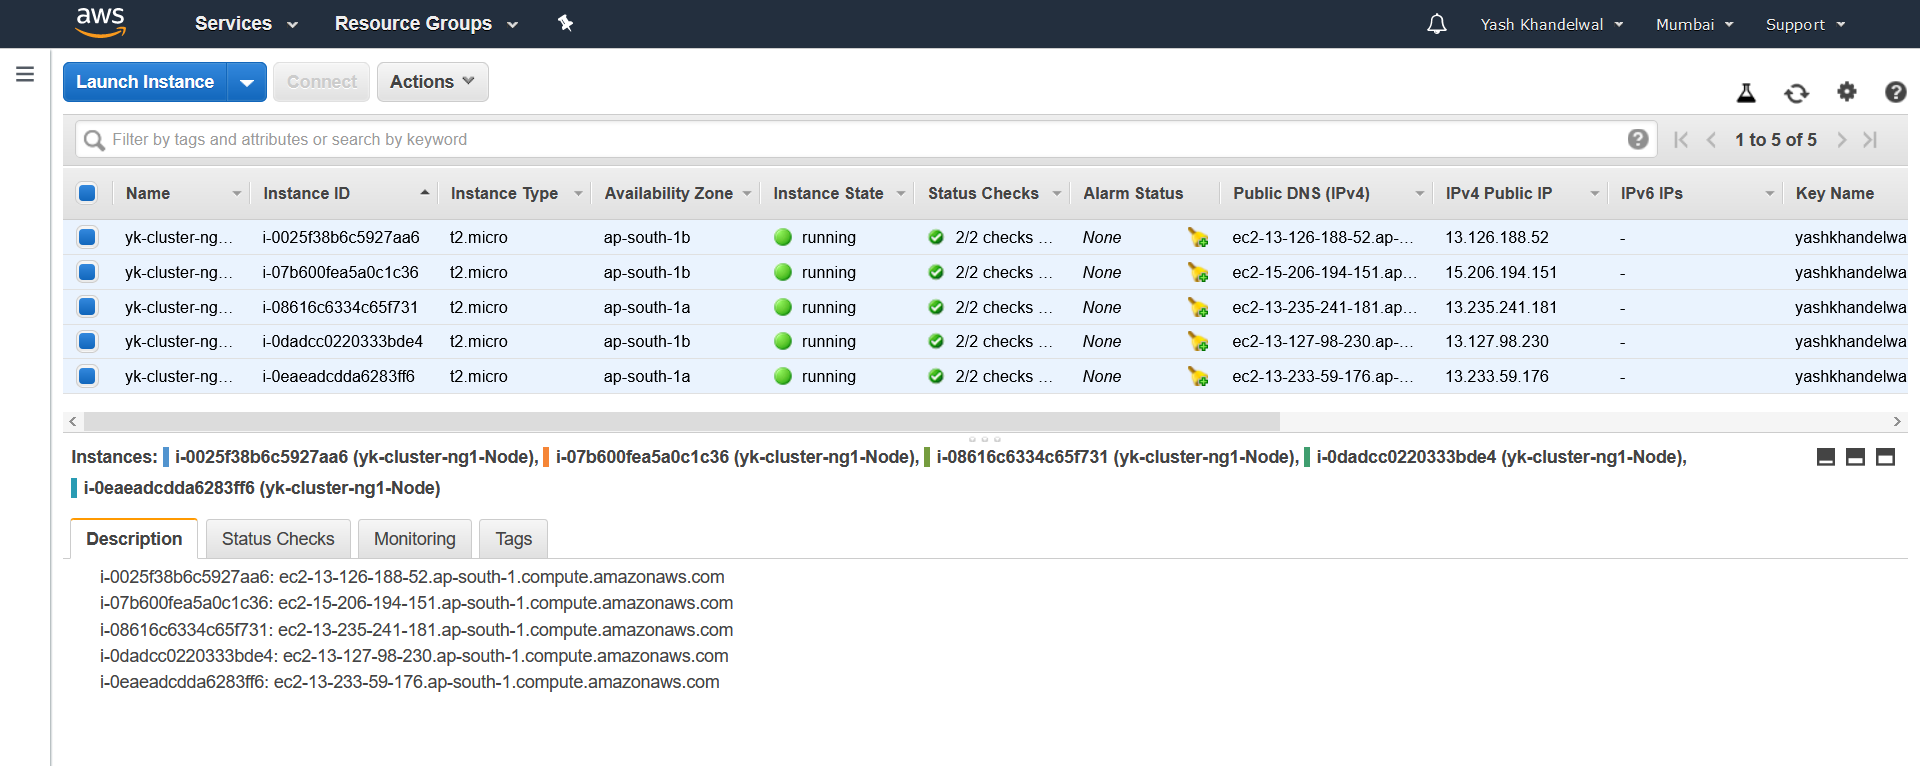 aws Services Resource Groups Yash Khandelwal Mumbai Support
Launch Instance Connect Actions
Filter by tags and attributes or search by keyword ? 1 to 5 of 5
Name Instance ID Instance Type Availability Zone Instance State Status Checks Alarm Status Public DNS (IPv4) IPv4 Public IP IPv6 IPs Key Name
yk-cluster-ng... i-0025f38b6c5927aa6 t2.micro ap-south-1b running 2/2 checks ... None ec2-13-126-188-52.ap-... 13.126.188.52 - yashkhandelwa
yk-cluster-ng... i-07b600fea5a0c1c36 t2.micro ap-south-1b running 2/2 checks ... None ec2-15-206-194-151.ap... 15.206.194.151 - yashkhandelwa
yk-cluster-ng... i-08616c6334c65f731 t2.micro ap-south-1a running 2/2 checks ... None ec2-13-235-241-181.ap... 13.235.241.181 - yashkhandelwa
yk-cluster-ng... i-0dadcc0220333bde4 t2.micro ap-south-1b running 2/2 checks ... None ec2-13-127-98-230.ap-... 13.127.98.230 - yashkhandelwa
yk-cluster-ng... i-0eaeadcdda6283ff6 t2.micro ap-south-1a running 2/2 checks ... None ec2-13-233-59-176.ap-... 13.233.59.176 - yashkhandelwa
Instances: i-0025f38b6c5927aa6 (yk-cluster-ng1-Node), i-07b600fea5a0c1c36 (yk-cluster-ng1-Node), i-08616c6334c65f731 (yk-cluster-ng1-Node), i-0dadcc0220333bde4 (yk-cluster-ng1-Node),
i-0eaeadcdda6283ff6 (yk-cluster-ng1-Node)
Description Status Checks Monitoring Tags
i-0025f38b6c5927aa6: ec2-13-126-188-52.ap-south-1.compute.amazonaws.com
i-07b600fea5a0c1c36: ec2-15-206-194-151.ap-south-1.compute.amazonaws.com
i-08616c6334c65f731: ec2-13-235-241-181.ap-south-1.compute.amazonaws.com
i-0dadcc0220333bde4: ec2-13-127-98-230.ap-south-1.compute.amazonaws.com
i-0eaeadcdda6283ff6: ec2-13-233-59-176.ap-south-1.compute.amazonaws.com